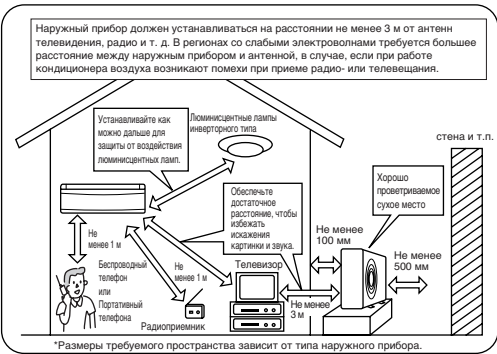 Наружный прибор должен устанавливаться на расстоянии не менее 3 м от антенн
телевидения, радио и т. д. В регионах со слабыми электроволнами требуется большее
расстояние между наружным прибором и антенной, в случае, если при работе
кондиционера воздуха возникают помехи при приеме радио- или телевещания.
Устанавливайте как
можно дальше для
защиты от воздействия
люминисцентных ламп.
Люминисцентные лампы
инверторного типа
стена и т.п.
Обеспечьте
достаточное
расстояние, чтобы
избежать
искажения
картинки и звука.
Хорошо
проветриваемое
сухое место
Не
менее 1 м
Не менее
100 мм
Не менее
500 мм
Беспроводный
телефон
или
Портативный
телефона
Не
менее 1 м
Телевизор
Не менее
3 м
Радиоприемник
*Размеры требуемого пространства зависит от типа наружного прибора.